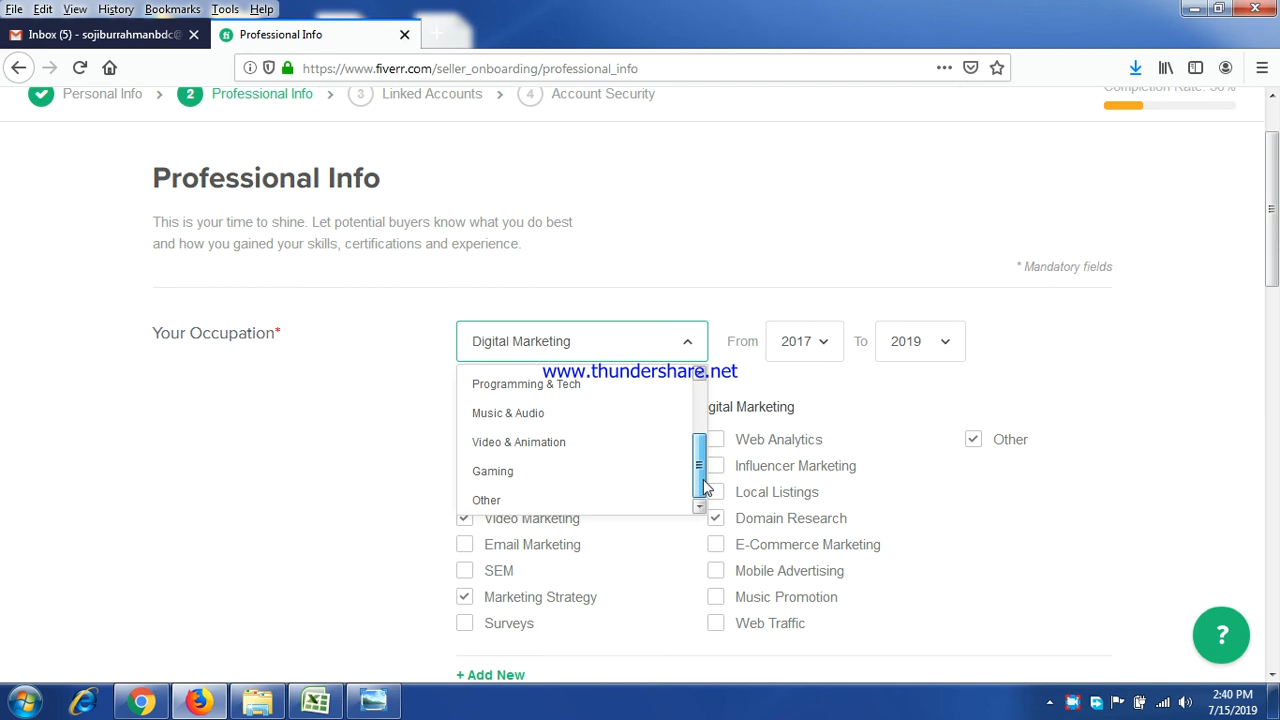 File Edit View History Bookmarks Tools Help
Inbox (5) - sojiburrahmanbdc@
Professional Info
https://www.fiverr.com/seller_onboarding/professional_info
Personal Info
2 Professional Info
3 Linked Accounts
4 Account Security
Completion Rate: 30%
Professional Info
This is your time to shine. Let potential buyers know what you do best
and how you gained your skills, certifications and experience.
* Mandatory fields
Your Occupation*
Digital Marketing
From 2017 To 2019
www.thundershare.net
Programming & Tech
Music & Audio
Video & Animation
Gaming
Other
gital Marketing
Web Analytics
Other
Influencer Marketing
Local Listings
Video Marketing
Domain Research
Email Marketing
E-Commerce Marketing
SEM
Mobile Advertising
Marketing Strategy
Music Promotion
Surveys
Web Traffic
+ Add New
?
2:40 PM
7/15/2019